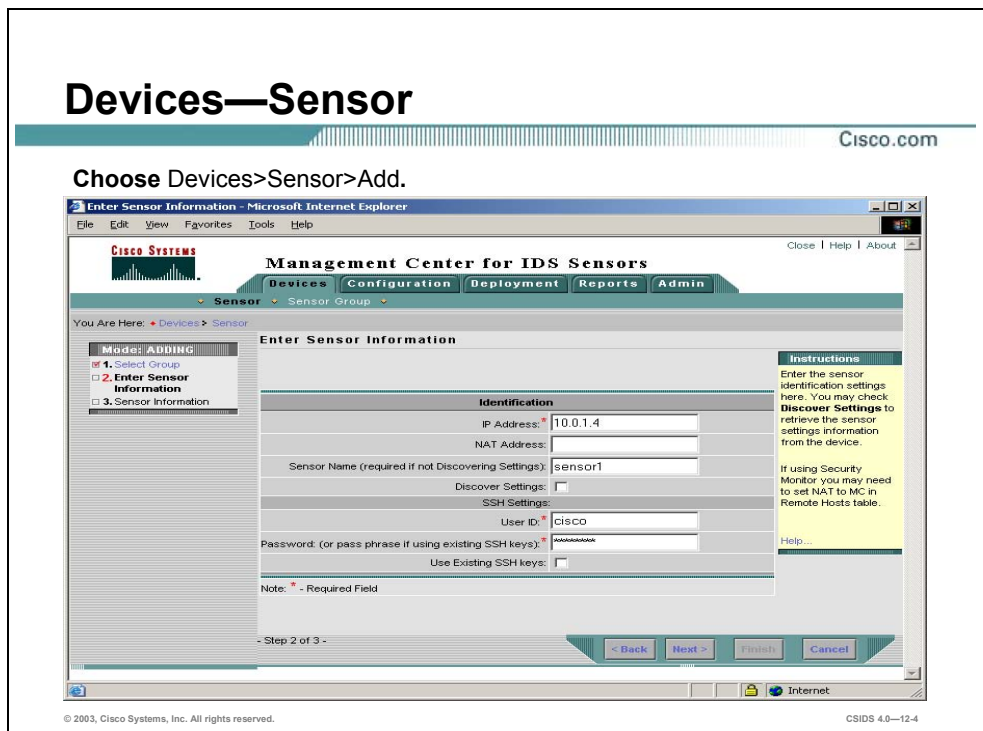 Devices—Sensor
Cisco.com
Choose Devices>Sensor>Add.
Enter Sensor Information - Microsoft Internet Explorer
File Edit View Favorites Tools Help
Close | Help | About
CISCO SYSTEMS
Management Center for IDS Sensors
Devices Configuration Deployment Reports Admin
Sensor Sensor Group
You Are Here: Devices > Sensor
Mode: ADDING
1. Select Group
2. Enter Sensor
Information
3. Sensor Information
Enter Sensor Information
Identification
IP Address:* 10.0.1.4
NAT Address:
Sensor Name (required if not Discovering Settings): sensor1
Discover Settings:
SSH Settings:
User ID:* cisco
Password: (or pass phrase if using existing SSH keys):* ********
Use Existing SSH keys:
Note: * - Required Field
Instructions
Enter the sensor
identification settings
here. You may check
Discover Settings to
retrieve the sensor
settings information
from the device.
If using Security
Monitor you may need
to set NAT to MC in
Remote Hosts table.
Help...
- Step 2 of 3 -
< Back Next > Finish Cancel
Internet
© 2003, Cisco Systems, Inc. All rights reserved.
CSIDS 4.0—12-4